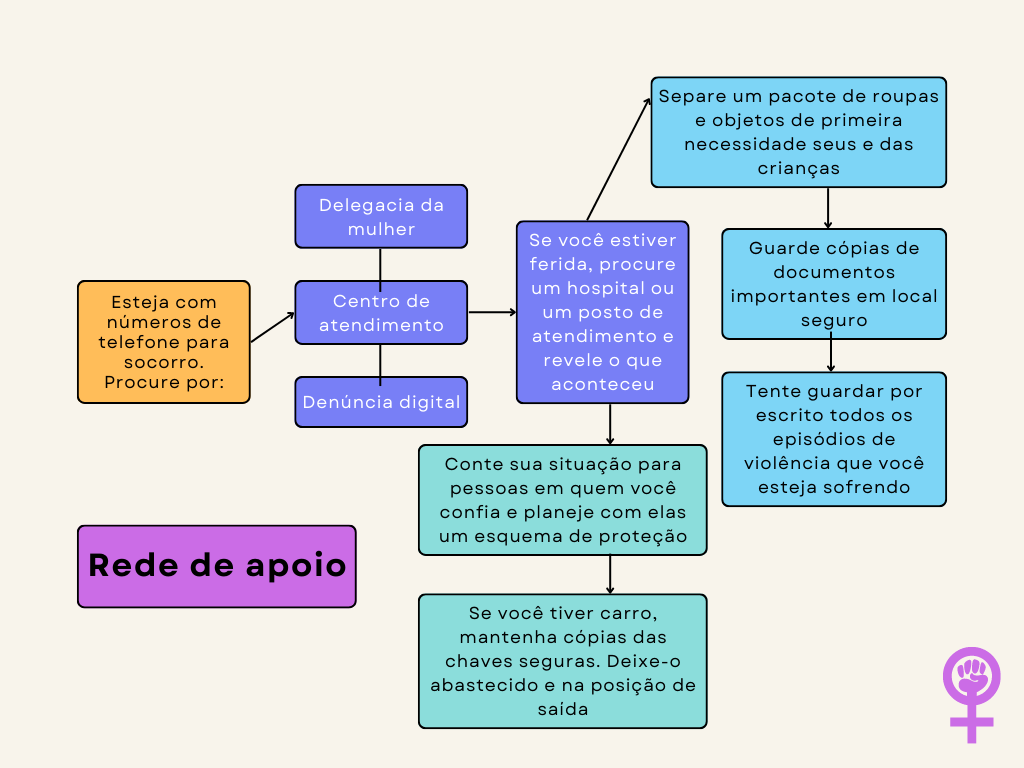 Esteja com
números de
telefone para
socorro.
Procure por:
Delegacia da
mulher
Centro de
atendimento
Denúncia digital
Se você estiver
ferida, procure
um hospital ou
um posto de
atendimento e
revele o que
aconteceu
Separe um pacote de roupas
e objetos de primeira
necessidade seus e das
crianças
Guarde cópias de
documentos
importantes em local
seguro
Tente guardar por
escrito todos os
episódios de
violência que você
esteja sofrendo
Conte sua situação para
pessoas em quem você
confia e planeje com elas
um esquema de proteção
Se você tiver carro,
mantenha cópias das
chaves seguras. Deixe-o
abastecido e na posição de
saída
Rede de apoio